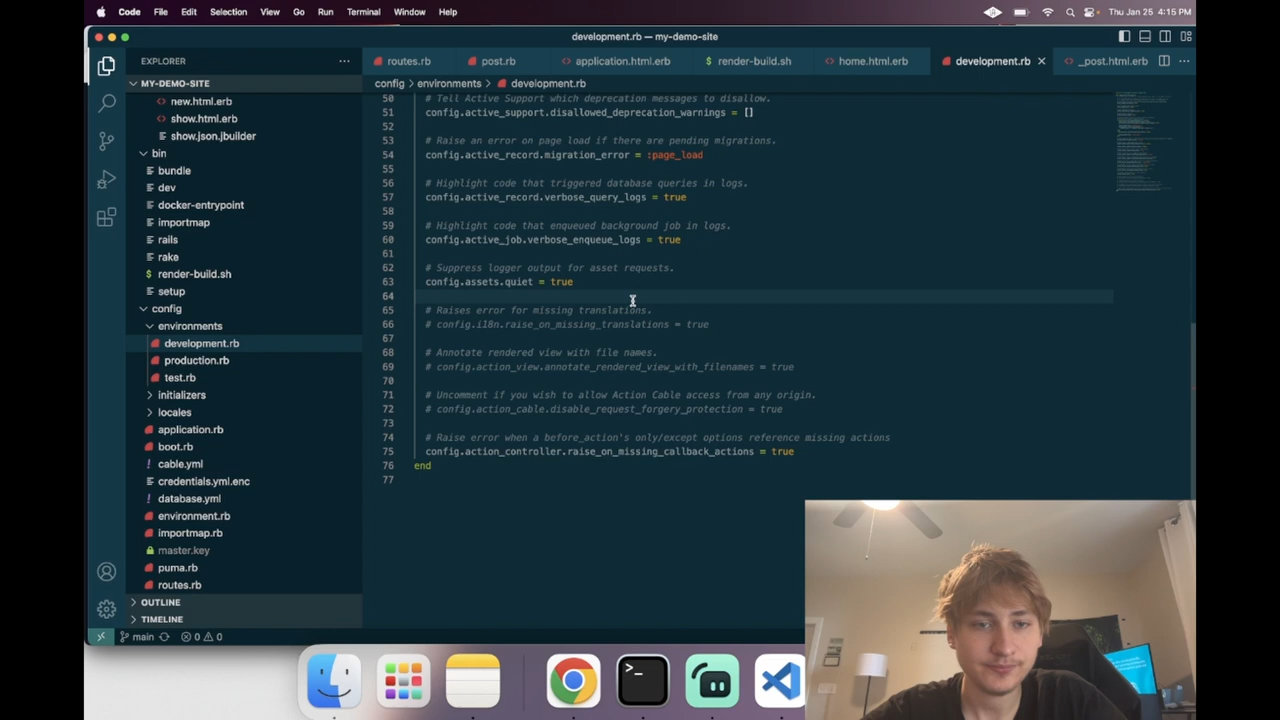 Code File Edit Selection View Go Run Terminal Window Help Thu Jan 25 4:15 PM
development.rb — my-demo-site
EXPLORER
routes.rb post.rb application.html.erb render-build.sh home.html.erb development.rb _post.html.erb
MY-DEMO-SITE
config > environments > development.rb
new.html.erb
show.html.erb
show.json.jbuilder
bin
bundle
dev
docker-entrypoint
importmap
rails
rake
render-build.sh
setup
config
environments
development.rb
production.rb
test.rb
initializers
locales
application.rb
boot.rb
cable.yml
credentials.yml.enc
database.yml
environment.rb
importmap.rb
master.key
puma.rb
routes.rb
OUTLINE
TIMELINE
main 0 0
50 # Tell Active Support which deprecation messages to disallow.
51 config.active_support.disallowed_deprecation_warnings = []
52
53 # Raise an error on page load if there are pending migrations.
54 config.active_record.migration_error = :page_load
55
56 # Highlight code that triggered database queries in logs.
57 config.active_record.verbose_query_logs = true
58
59 # Highlight code that enqueued background job in logs.
60 config.active_job.verbose_enqueue_logs = true
61
62 # Suppress logger output for asset requests.
63 config.assets.quiet = true
64
65 # Raises error for missing translations.
66 # config.i18n.raise_on_missing_translations = true
67
68 # Annotate rendered view with file names.
69 # config.action_view.annotate_rendered_view_with_filenames = true
70
71 # Uncomment if you wish to allow Action Cable access from any origin.
72 # config.action_cable.disable_request_forgery_protection = true
73
74 # Raise error when a before_action's only/except options reference missing actions
75 config.action_controller.raise_on_missing_callback_actions = true
76 end
77